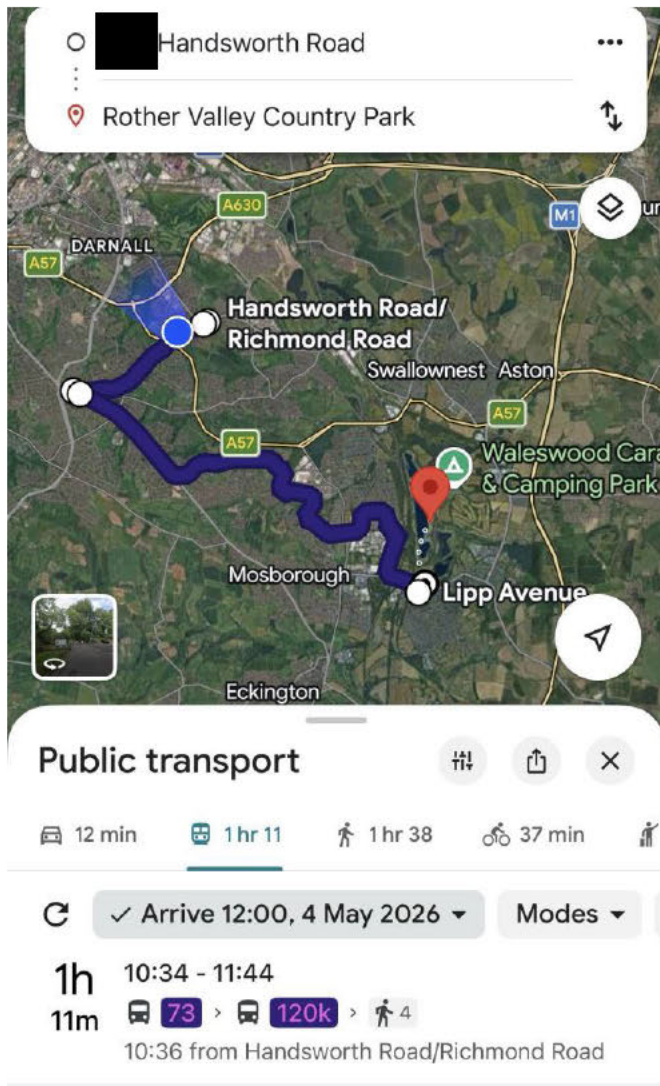 Handsworth Road
Rother Valley Country Park
A630
M1
DARNALL
A57
Handsworth Road/
Richmond Road
Swallownest Aston
A57
A57
Waleswood Cara
& Camping Park
Mosborough
Lipp Avenue
Eckington
Public transport
12 min
1 hr 11
1 hr 38
37 min
Arrive 12:00, 4 May 2026
Modes
1h
11m
10:34 - 11:44
73 > 120k > 4
10:36 from Handsworth Road/Richmond Road